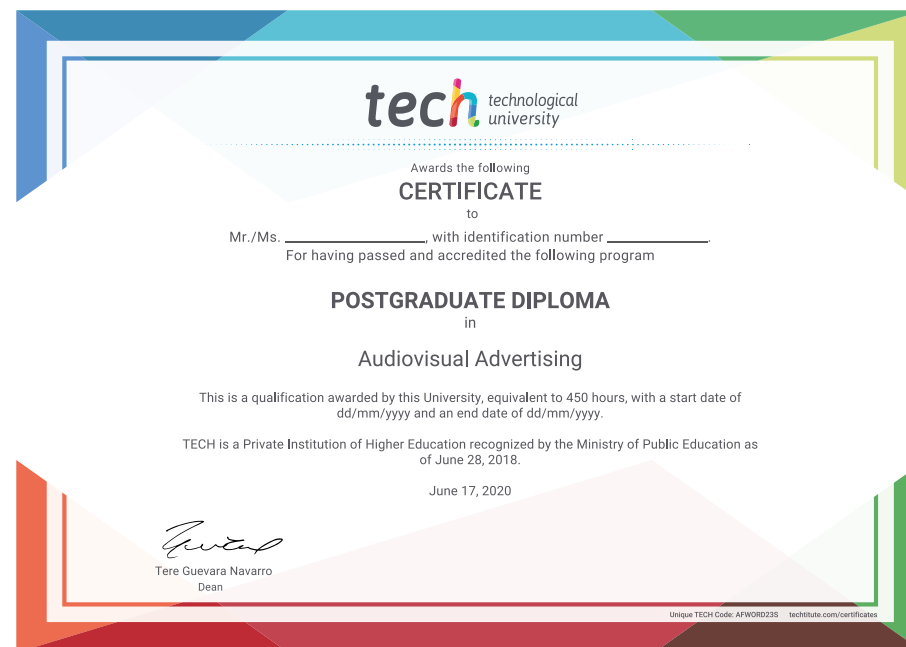 tech technological
university
Awards the following
CERTIFICATE
to
Mr./Ms. ____________________, with identification number ______________.
For having passed and accredited the following program
POSTGRADUATE DIPLOMA
in
Audiovisual Advertising
This is a qualification awarded by this University, equivalent to 450 hours, with a start date of
dd/mm/yyyy and an end date of dd/mm/yyyy.
TECH is a Private Institution of Higher Education recognized by the Ministry of Public Education as
of June 28, 2018.
June 17, 2020
Tere Guevara Navarro
Dean
Unique TECH Code: AFWORD23S techtitute.com/certificates